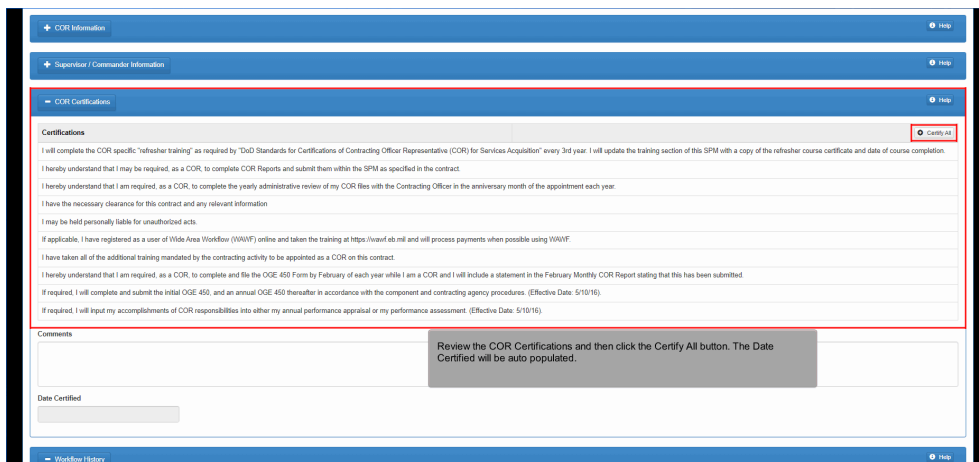 COR Information
Help
Supervisor / Commander Information
Help
COR Certifications
Help
Certifications
Certify All
I will complete the COR specific "refresher training" as required by "DoD Standards for Certifications of Contracting Officer Representative (COR) for Services Acquisition" every 3rd year. I will update the training section of this SPM with a copy of the refresher course certificate and date of course completion.
I hereby understand that I may be required, as a COR, to complete COR Reports and submit them within the SPM as specified in the contract.
I hereby understand that I am required, as a COR, to complete the yearly administrative review of my COR files with the Contracting Officer in the anniversary month of the appointment each year.
I have the necessary clearance for this contract and any relevant information
I may be held personally liable for unauthorized acts.
If applicable, I have registered as a user of Wide Area Workflow (WAWF) online and taken the training at https://wawf.eb.mil and will process payments when possible using WAWF.
I have taken all of the additional training mandated by the contracting activity to be appointed as a COR on this contract.
I hereby understand that I am required, as a COR, to complete and file the OGE 450 Form by February of each year while I am a COR and I will include a statement in the February Monthly COR Report stating that this has been submitted.
If required, I will complete and submit the initial OGE 450, and an annual OGE 450 thereafter in accordance with the component and contracting agency procedures. (Effective Date: 5/10/16).
If required, I will input my accomplishments of COR responsibilities into either my annual performance appraisal or my performance assessment. (Effective Date: 5/10/16).
Comments
Review the COR Certifications and then click the Certify All button. The Date
Certified will be auto populated.
Date Certified
Workflow History
Help